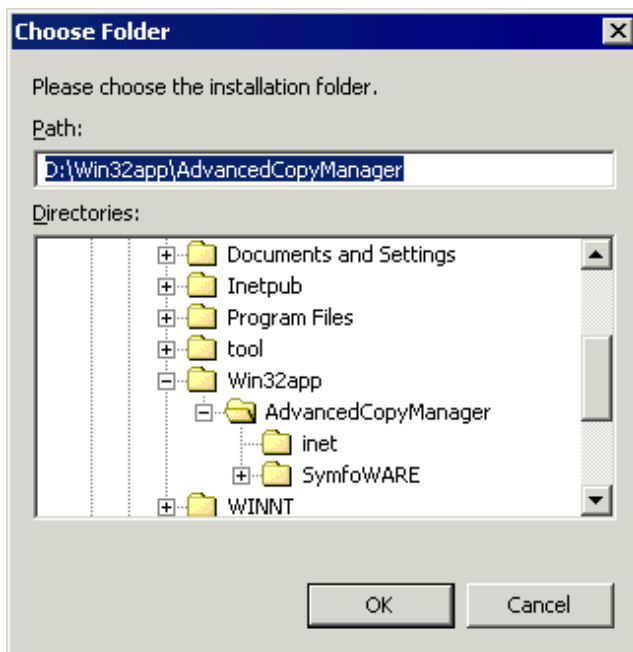 Choose Folder
Please choose the installation folder.
Path:
D:\Win32app\AdvancedCopyManager
Directories:
Documents and Settings
Inetpub
Program Files
tool
Win32app
AdvancedCopyManager
inet
SymfoWARE
WINNT
OK Cancel